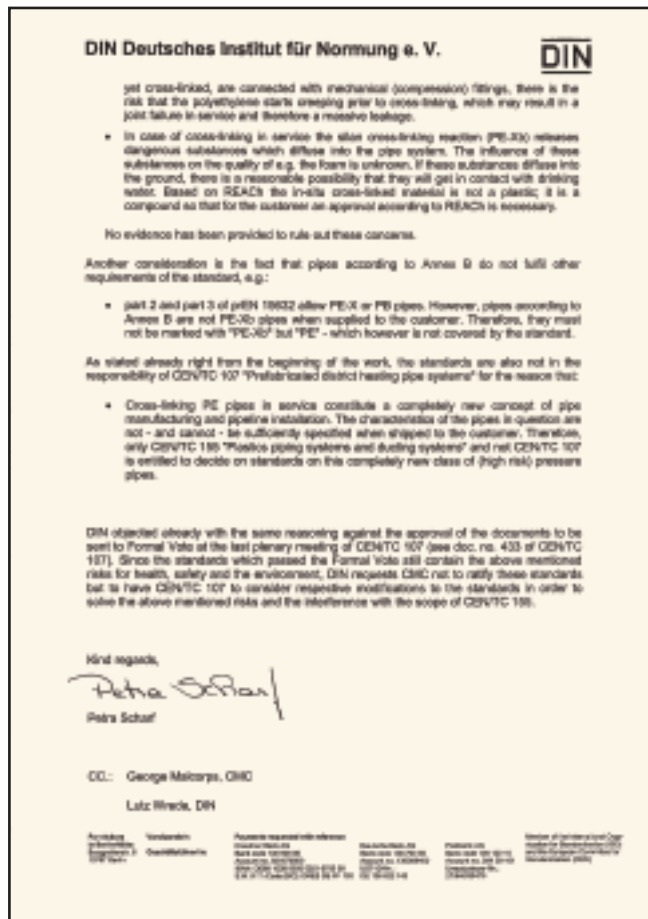 DIN Deutsches Institut für Normung e. V.
DIN
yet cross-linked, are connected with mechanical (compression) fittings, there is the
risk that the polyethylene starts creeping prior to cross-linking, which may result in a
joint failure in service and therefore a massive leakage.
• In case of cross-linking in service the silan cross-linking reaction (PE-Xb) releases
dangerous substances which diffuse into the pipe system. The influence of these
substances on the quality of e.g. the foam is unknown. If these substances diffuse into
the ground, there is a reasonable possibility that they will get in contact with drinking
water. Based on REACh the in-situ cross-linked material is not a plastic; it is a
compound so that for the customer an approval according to REACh is necessary.
No evidence has been provided to rule out these concerns.
Another consideration is the fact that pipes according to Annex B do not fulfil other
requirements of the standard, e.g.:
• part 2 and part 3 of prEN 15632 allow PE-X or PB pipes. However, pipes according to
Annex B are not PE-Xb pipes when supplied to the customer. Therefore, they must
not be marked with "PE-Xb" but "PE" - which however is not covered by the standard.
As stated already right from the beginning of the work, the standards are also not in the
responsibility of CEN/TC 107 "Prefabricated district heating pipe systems" for the reason that:
• Cross-linking PE pipes in service constitute a completely new concept of pipe
manufacturing and pipeline installation. The characteristics of the pipes in question are
not - and cannot - be sufficiently specified when shipped to the customer. Therefore,
only CEN/TC 155 "Plastics piping systems and ducting systems" and not CEN/TC 107
is entitled to decide on standards on this completely new class of (high risk) pressure
pipes.
DIN objected already with the same reasoning against the approval of the documents to be
sent to Formal Vote at the last plenary meeting of CEN/TC 107 (see doc. no. 433 of CEN/TC
107). Since the standards which passed the Formal Vote still contain the above mentioned
risks for health, safety and the environment, DIN requests CMC not to ratify these standards
but to have CEN/TC 107 to consider respective modifications to the standards in order to
solve the above mentioned risks and the interference with the scope of CEN/TC 155.
Kind regards,
Petra Scharf
Petra Scharf
CC.: George Malcorps, CMC
Lutz Wrede, DIN